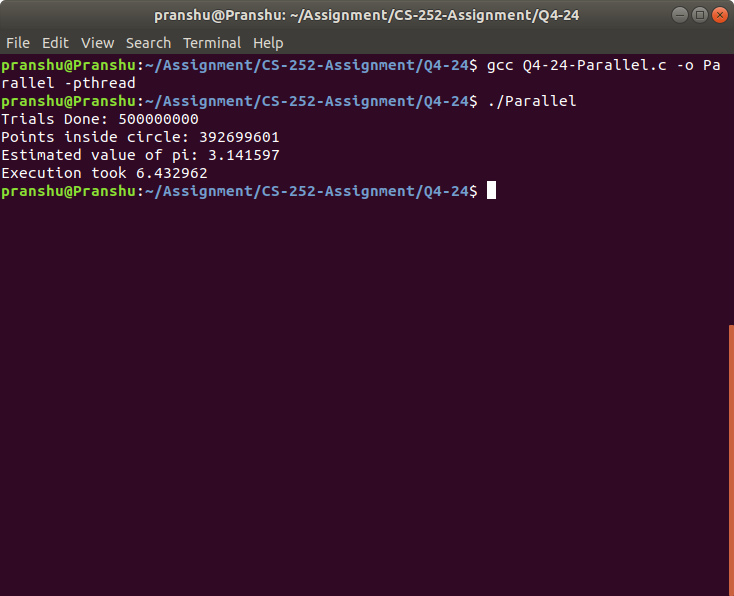 pranshu@Pranshu: ~/Assignment/CS-252-Assignment/Q4-24
File Edit View Search Terminal Help
pranshu@Pranshu:~/Assignment/CS-252-Assignment/Q4-24$ gcc Q4-24-Parallel.c -o Pa
rallel -pthread
pranshu@Pranshu:~/Assignment/CS-252-Assignment/Q4-24$ ./Parallel
Trials Done: 500000000
Points inside circle: 392699601
Estimated value of pi: 3.141597
Execution took 6.432962
pranshu@Pranshu:~/Assignment/CS-252-Assignment/Q4-24$